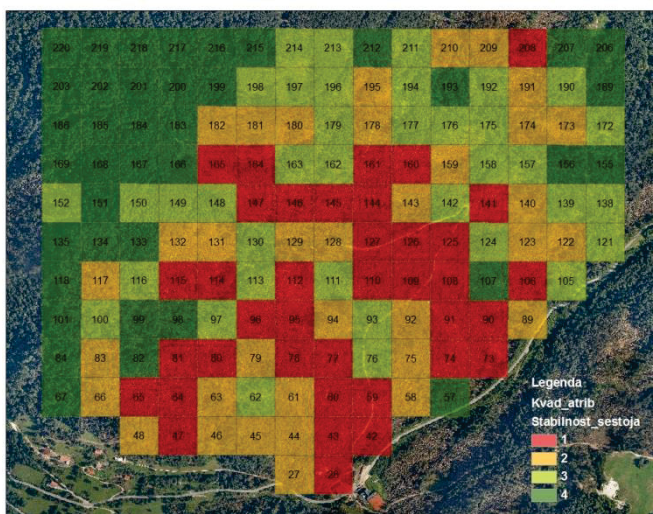 220 219 218 217 216 215 214 213 212 211 210 209 208 207 206
203 202 201 200 199 198 197 196 195 194 193 192 191 190 189
186 185 184 183 182 181 180 179 178 177 176 175 174 173 172
169 168 167 166 165 164 163 162 161 160 159 158 157 156 155
152 151 150 149 148 147 146 145 144 143 142 141 140 139 138
135 134 133 132 131 130 129 128 127 126 125 124 123 122 121
118 117 116 115 114 113 112 111 110 109 108 107 106 105
101 100 99 98 97 96 95 94 93 92 91 90 89
84 83 82 81 80 79 78 77 76 75 74 73
67 66 65 64 63 62 61 60 59 58 57
48 47 46 45 44 43 42
27 26
Legenda
Kvad_atrib
Stabilnost_sestoja
1
2
3
4